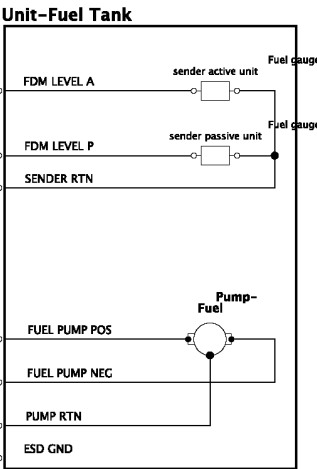 Unit-Fuel Tank
Fuel gauge
sender active unit
FDM LEVEL A
Fuel gauge
sender passive unit
FDM LEVEL P
SENDER RTN
Pump-
Fuel
FUEL PUMP POS
FUEL PUMP NEG
PUMP RTN
ESD GND